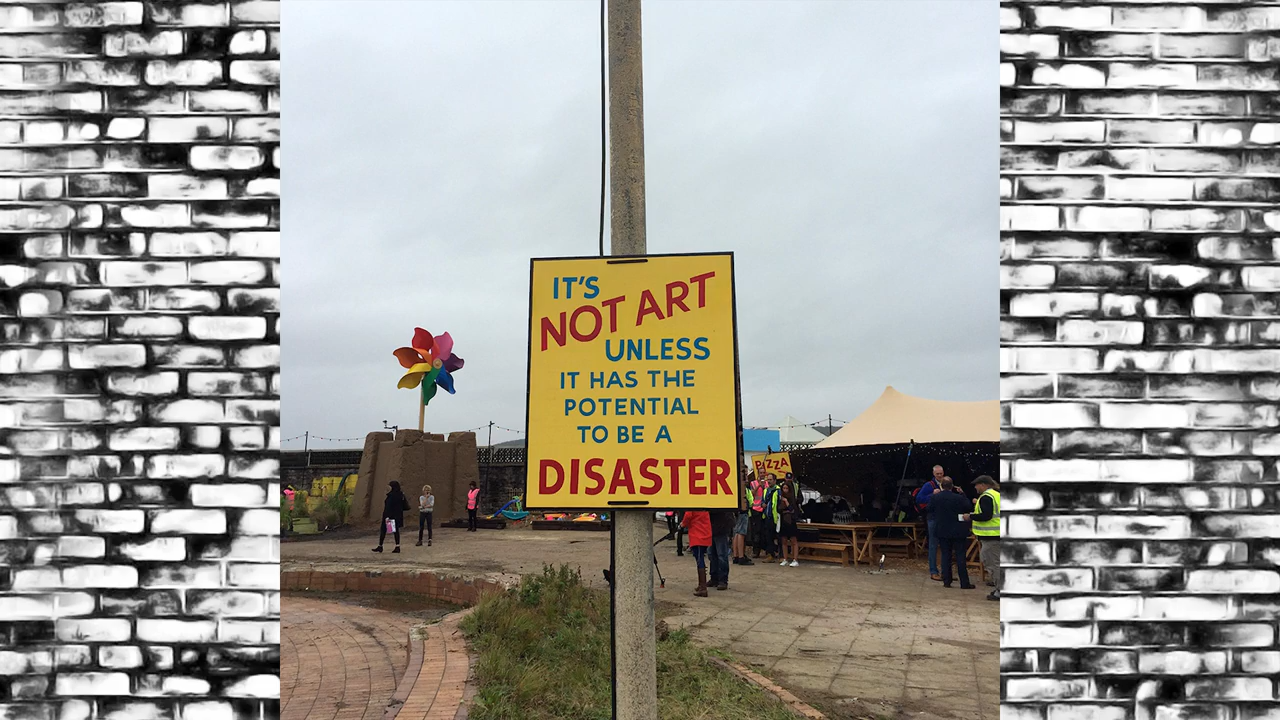 IT'S
NOT ART
UNLESS
IT HAS THE
POTENTIAL
TO BE A
DISASTER
PIZZA